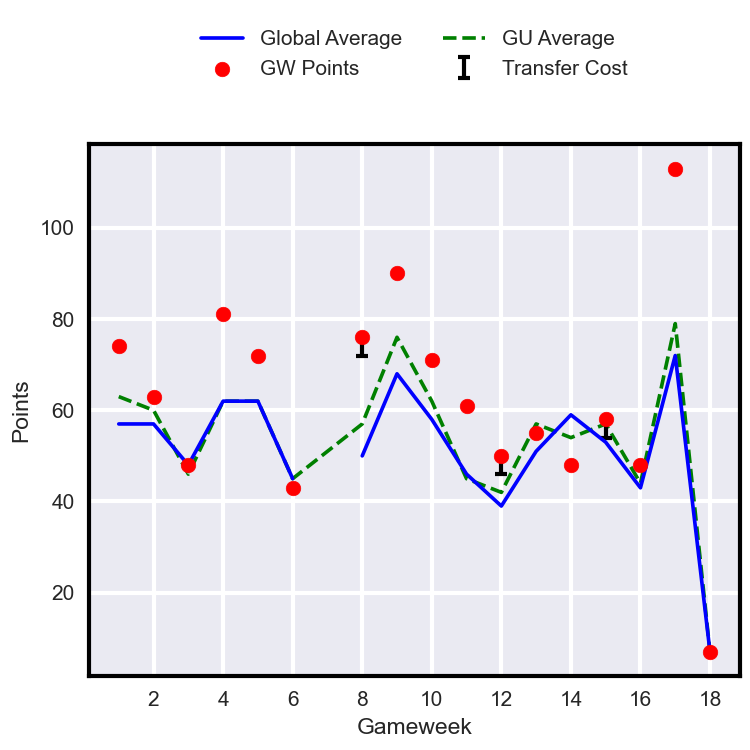 Global Average
GU Average
GW Points
Transfer Cost
100
80
60
40
20
Points
2 4 6 8 10 12 14 16 18
Gameweek